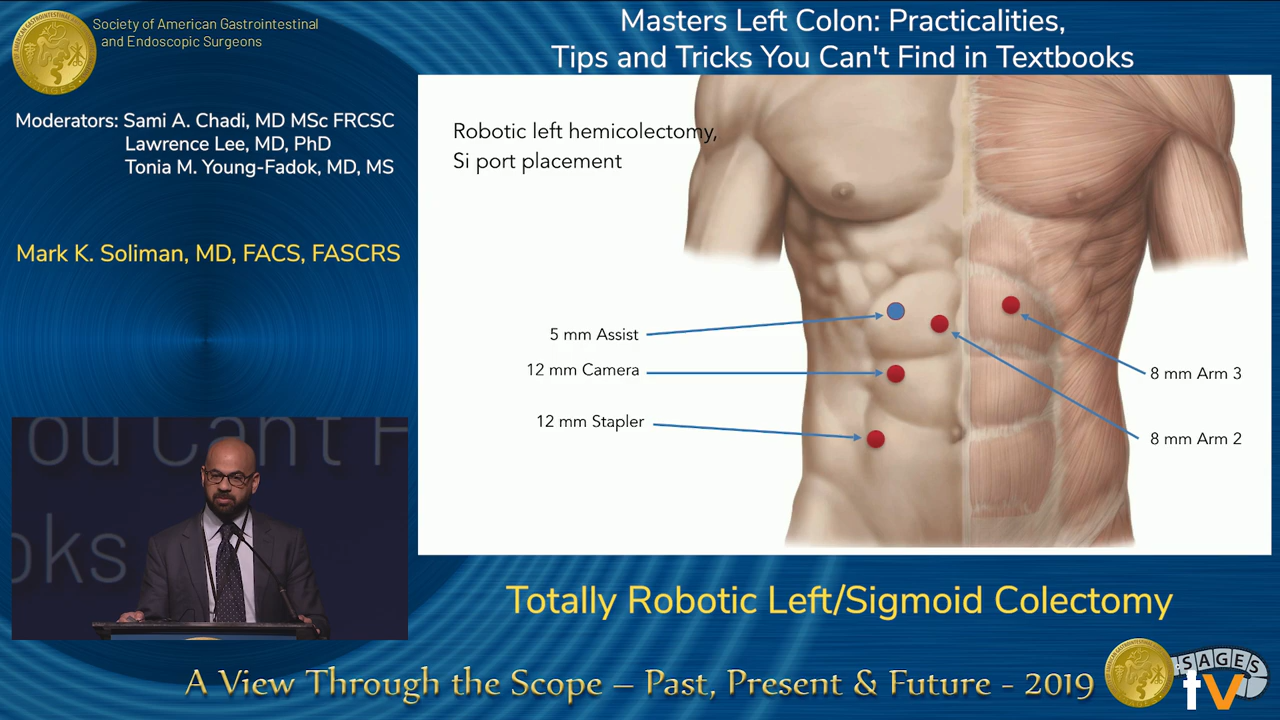 Society of American Gastrointestinal
and Endoscopic Surgeons
Masters Left Colon: Practicalities,
Tips and Tricks You Can't Find in Textbooks
Moderators: Sami A. Chadi, MD MSc FRCSC
Lawrence Lee, MD, PhD
Tonia M. Young-Fadok, MD, MS
Mark K. Soliman, MD, FACS, FASCRS
Robotic left hemicolectomy,
Si port placement
5 mm Assist
12 mm Camera
12 mm Stapler
8 mm Arm 3
8 mm Arm 2
ou Can't F
oks
Totally Robotic Left/Sigmoid Colectomy
A View Through the Scope – Past, Present & Future - 2019
SAGES
tv